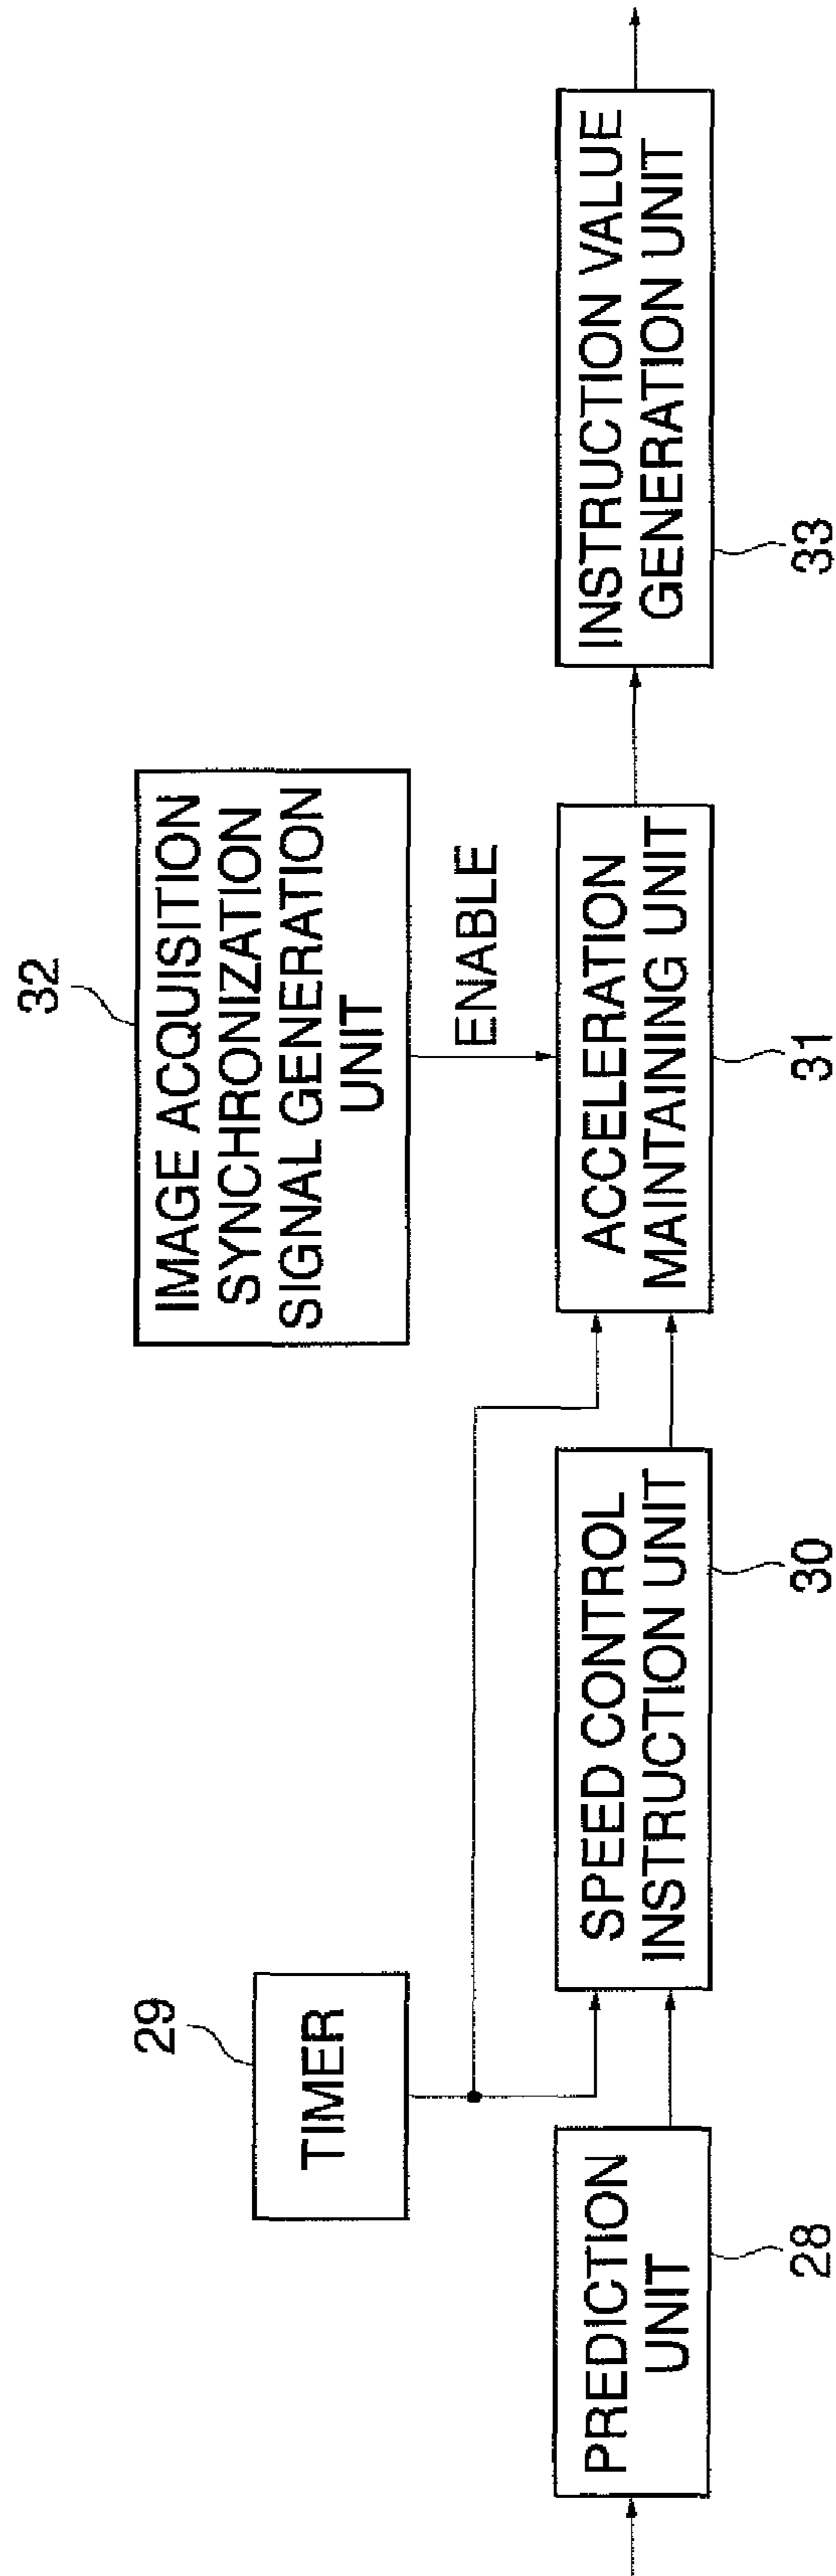 32
IMAGE ACQUISITION
SYNCHRONIZATION
SIGNAL GENERATION
UNIT
29
TIMER
ENABLE
PREDICTION
UNIT
28
SPEED CONTROL
INSTRUCTION UNIT
30
ACCELERATION
MAINTAINING UNIT
31
INSTRUCTION VALUE
GENERATION UNIT
33